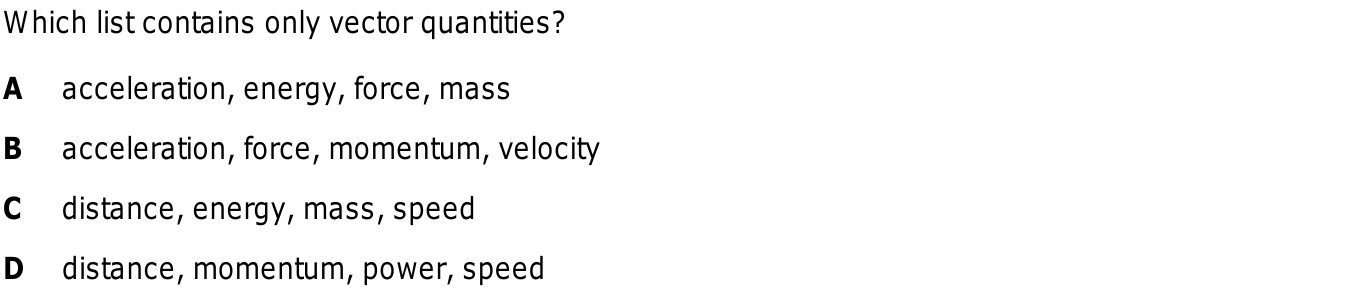 Which list contains only vector quantities?
A acceleration, energy, force, mass
B acceleration, force, momentum, velocity
C distance, energy, mass, speed
D distance, momentum, power, speed